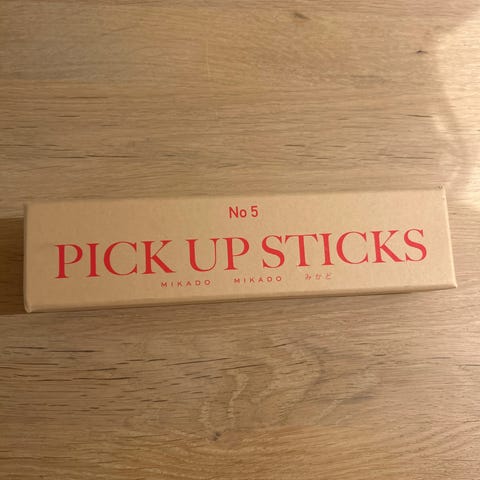 No 5
PICK UP STICKS
MIKADO MIKADO みかど